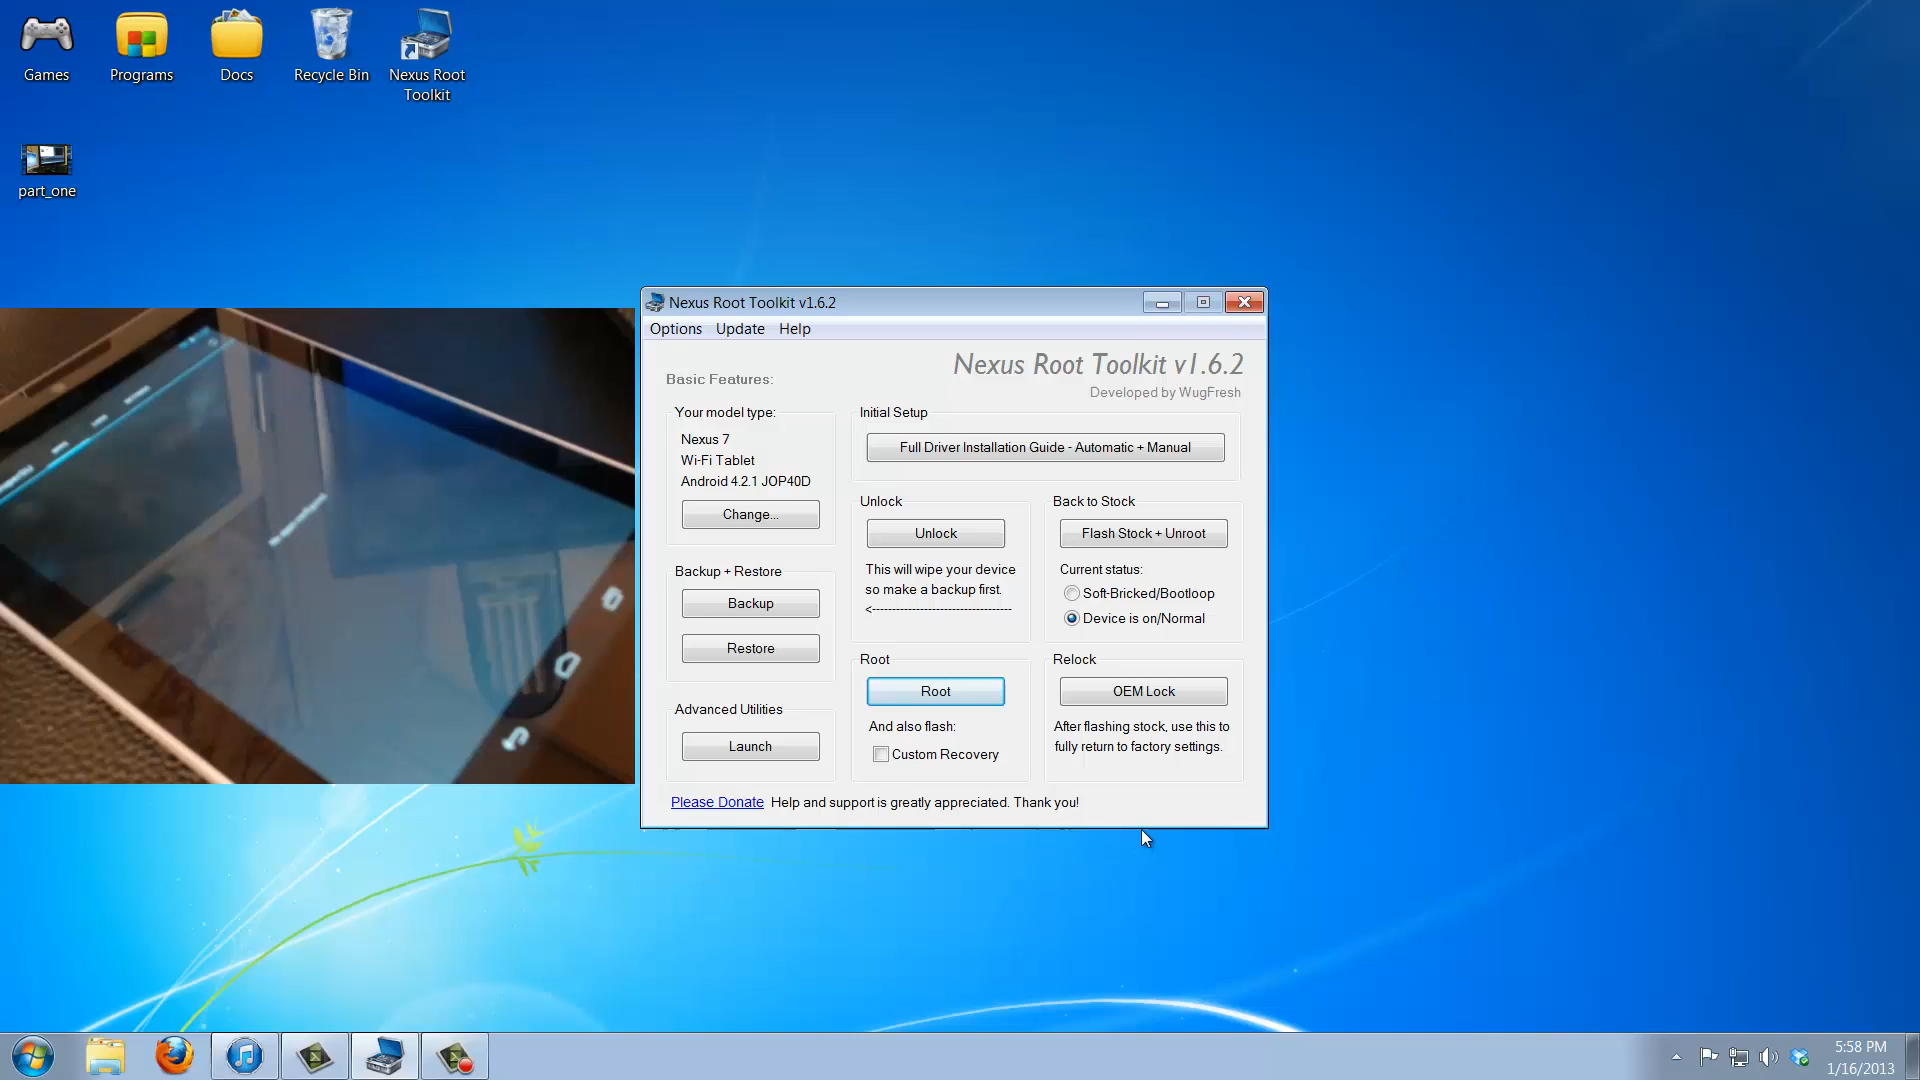 Games
Programs
Docs
Recycle Bin
Nexus Root
Toolkit
part_one
Nexus Root Toolkit v1.6.2
Options Update Help
Nexus Root Toolkit v1.6.2
Developed by WugFresh
Basic Features:
Your model type:
Nexus 7
Wi-Fi Tablet
Android 4.2.1 JOP40D
Change...
Backup + Restore
Backup
Restore
Advanced Utilities
Launch
Initial Setup
Full Driver Installation Guide - Automatic + Manual
Unlock
Unlock
This will wipe your device
so make a backup first.
<-----------------------------------
Back to Stock
Flash Stock + Unroot
Current status:
Soft-Bricked/Bootloop
Device is on/Normal
Root
Root
And also flash:
Custom Recovery
Relock
OEM Lock
After flashing stock, use this to
fully return to factory settings.
Please Donate Help and support is greatly appreciated. Thank you!
5:58 PM
1/16/2013